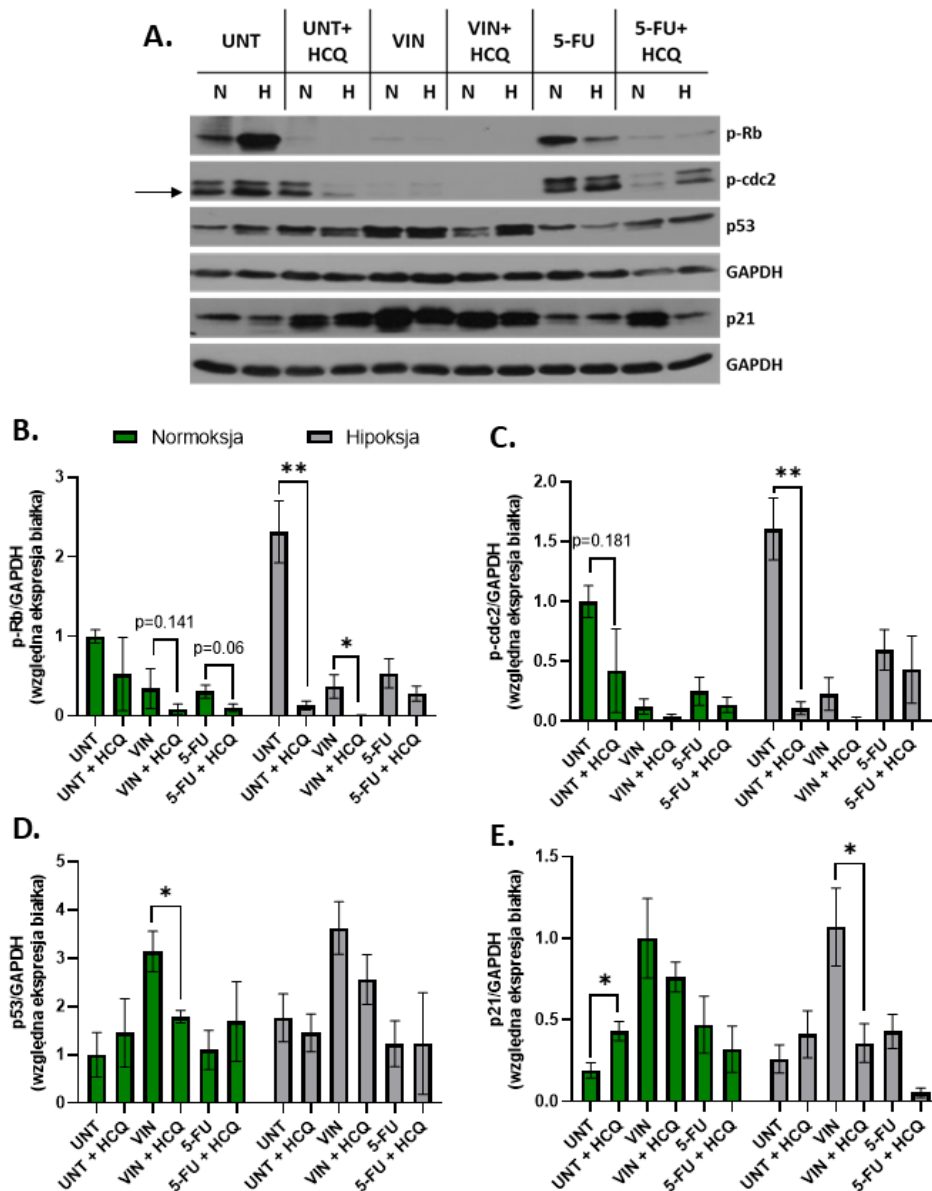 A.
UNT UNT+ HCQ VIN VIN+ HCQ 5-FU 5-FU+ HCQ
N H N H N H N H N H N H
p-Rb
p-cdc2
p53
GAPDH
p21
GAPDH
B.
Normoksja Hipoksja
p-Rb/GAPDH
(względna ekspresja białka)
3
2
1
0
p=0.141
p=0.06
**
*
UNT
UNT + HCQ
VIN
VIN + HCQ
5-FU
5-FU + HCQ
UNT
UNT + HCQ
VIN
VIN + HCQ
5-FU
5-FU + HCQ
C.
p-cdc2/GAPDH
(względna ekspresja białka)
2.0
1.5
1.0
0.5
0.0
p=0.181
**
UNT
UNT + HCQ
VIN
VIN + HCQ
5-FU
5-FU + HCQ
UNT
UNT + HCQ
VIN
VIN + HCQ
5-FU
5-FU + HCQ
D.
p53/GAPDH
(względna ekspresja białka)
5
4
3
2
1
0
*
UNT
UNT + HCQ
VIN
VIN + HCQ
5-FU
5-FU + HCQ
UNT
UNT + HCQ
VIN
VIN + HCQ
5-FU
5-FU + HCQ
E.
p21/GAPDH
(względna ekspresja białka)
1.5
1.0
0.5
0.0
*
*
UNT
UNT + HCQ
VIN
VIN + HCQ
5-FU
5-FU + HCQ
UNT
UNT + HCQ
VIN
VIN + HCQ
5-FU
5-FU + HCQ